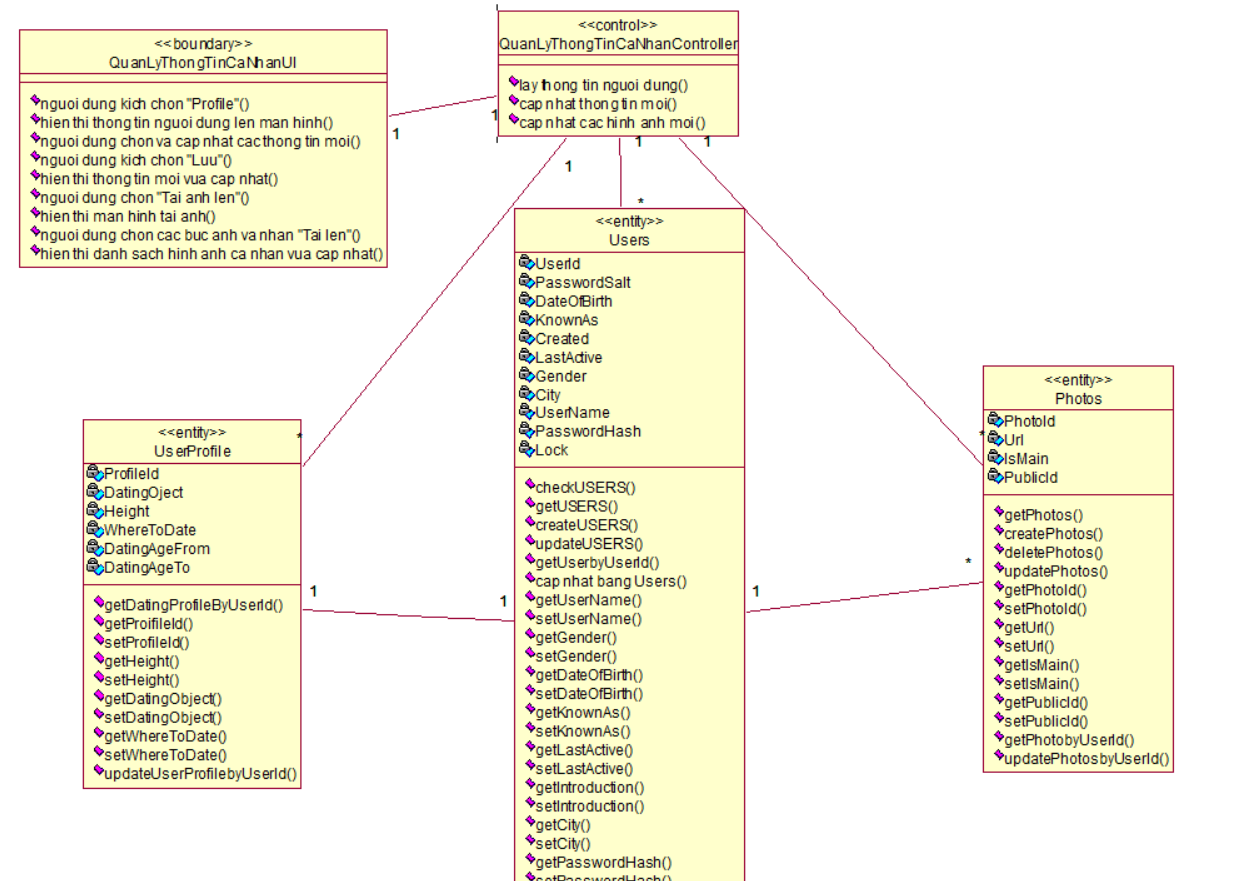 <<boundary>>
QuanLyThongTinCaNhanUI
nguoi dung kich chon "Profile"()
hien thi thong tin nguoi dung len man hinh()
nguoi dung chon va cap nhat cac thong tin moi()
nguoi dung kich chon "Luu"()
hien thi thong tin moi vua cap nhat()
nguoi dung chon "Tai anh len"()
hien thi man hinh tai anh()
nguoi dung chon cac buc anh va nhan "Tai len"()
hien thi danh sach hinh anh ca nhan vua cap nhat()
<<control>>
QuanLyThongTinCaNhanController
lay thong tin nguoi dung()
cap nhat thong tin moi()
cap nhat cac hinh anh moi()
1
1
1
1
1
*
*
*
<<entity>>
UserProfile
ProfileId
DatingOject
Height
WhereToDate
DatingAgeFrom
DatingAgeTo
getDatingProfileByUserId()
getProifileId()
setProfileId()
getHeight()
setHeight()
getDatingObject()
setDatingObject()
getWhereToDate()
setWhereToDate()
updateUserProfilebyUserId()
1
1
<<entity>>
Users
UserId
PasswordSalt
DateOfBirth
KnownAs
Created
LastActive
Gender
City
UserName
PasswordHash
Lock
checkUSERS()
getUSERS()
createUSERS()
updateUSERS()
getUserbyUserId()
cap nhat bang Users()
getUserName()
setUserName()
getGender()
setGender()
getDateOfBirth()
setDateOfBirth()
getKnownAs()
setKnownAs()
getLastActive()
setLastActive()
getIntroduction()
setIntroduction()
getCity()
setCity()
getPasswordHash()
setPasswordHash()
1
*
<<entity>>
Photos
PhotoId
Url
IsMain
PublicId
getPhotos()
createPhotos()
deletePhotos()
updatePhotos()
getPhotoId()
setPhotoId()
getUrl()
setUrl()
getIsMain()
setIsMain()
getPublicId()
setPublicId()
getPhotobyUserId()
updatePhotosbyUserId()